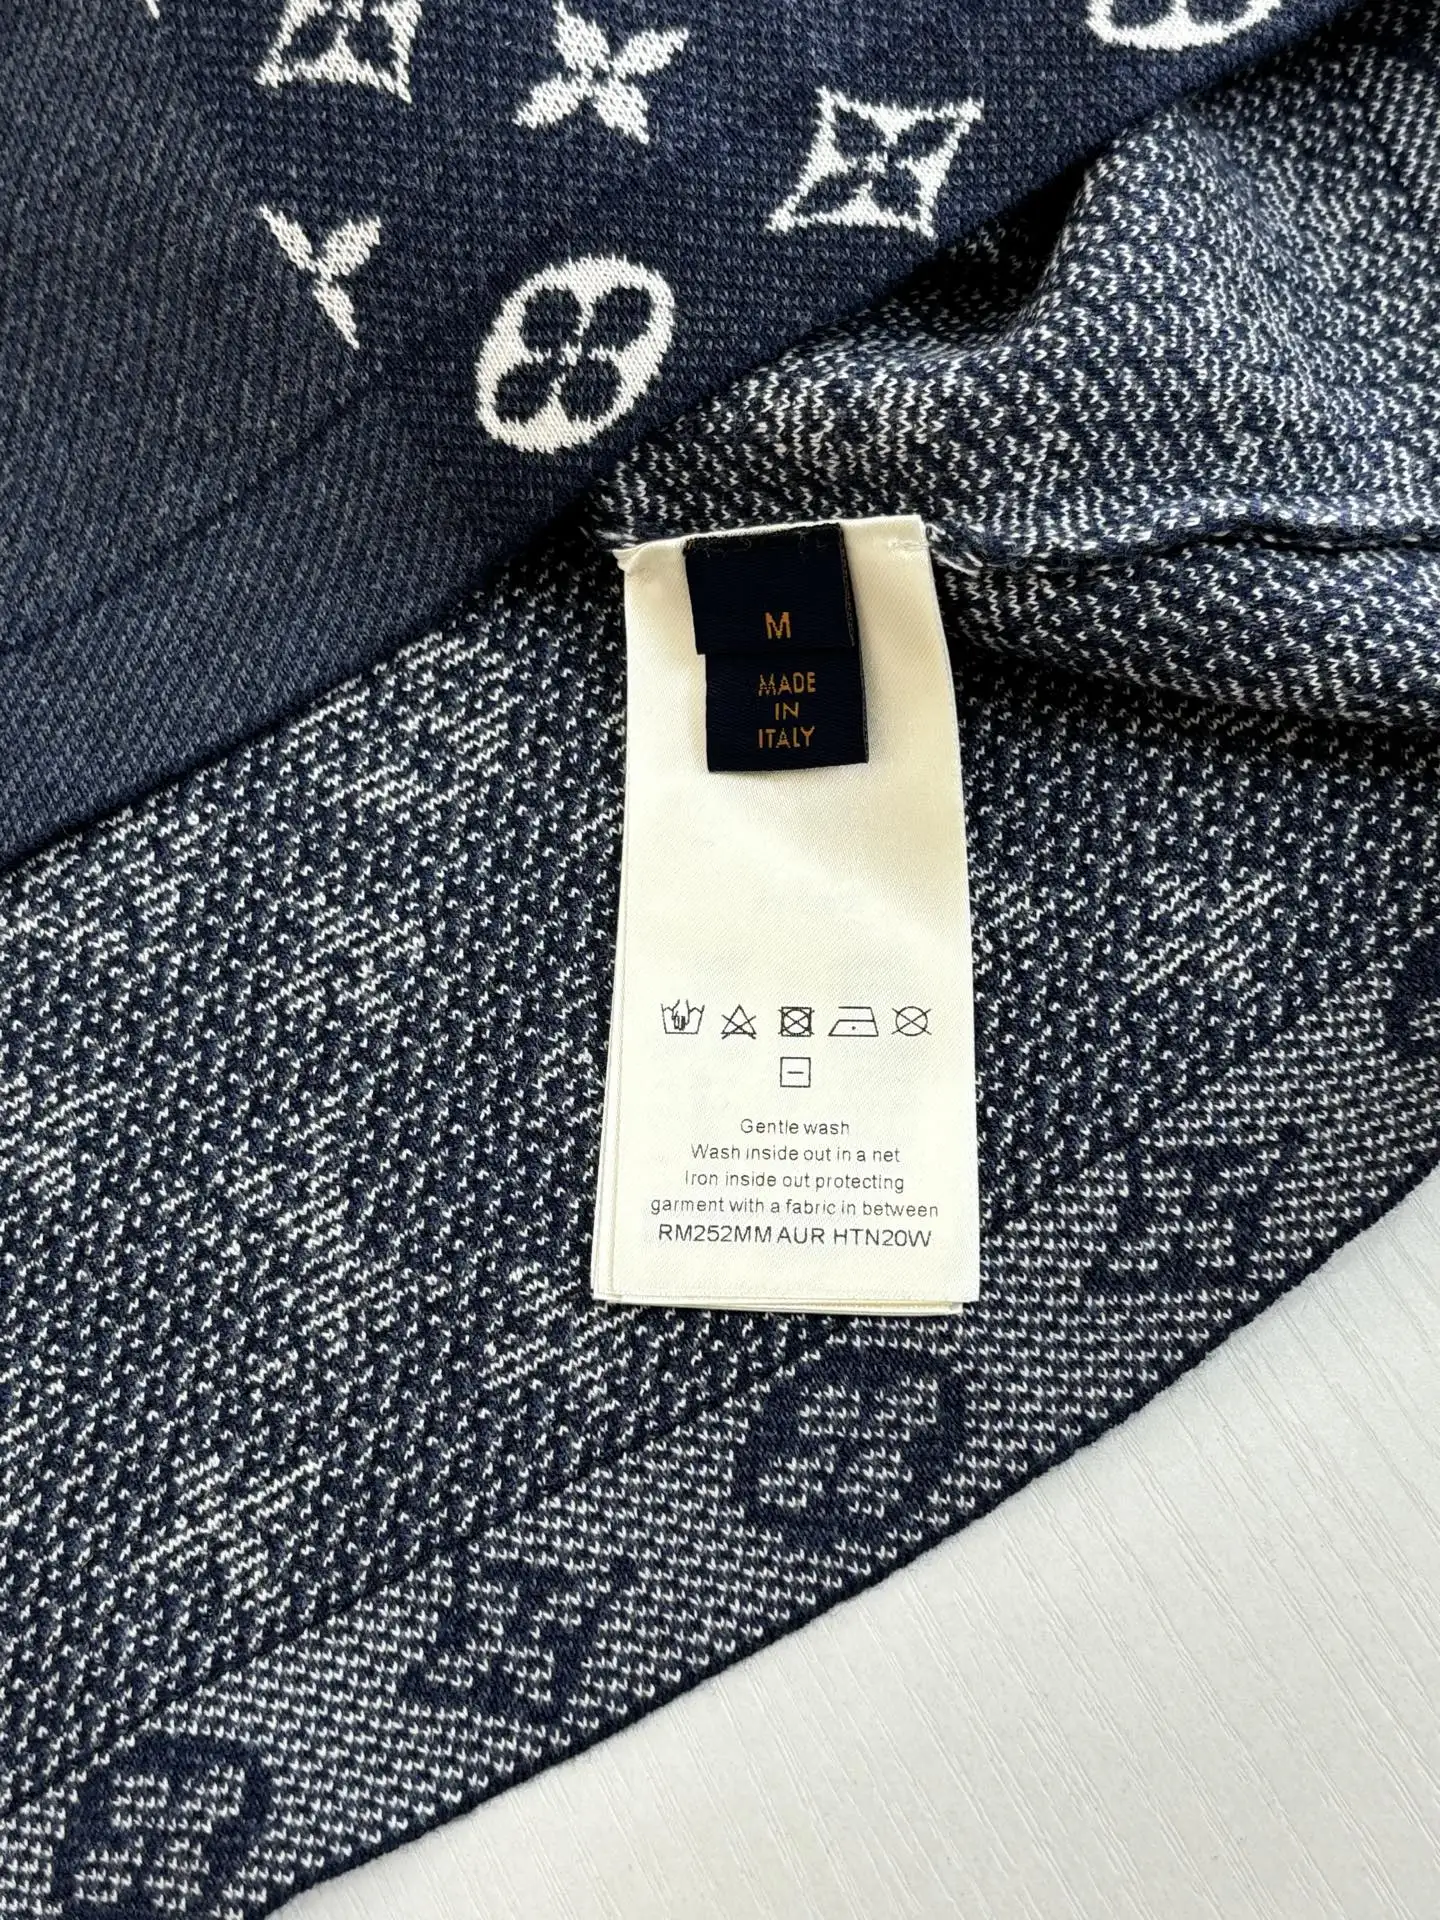 M
MADE
IN
ITALY
Gentle wash
Wash inside out in a net
Iron inside out protecting
garment with a fabric in between
RM252MM AUR HTN20W